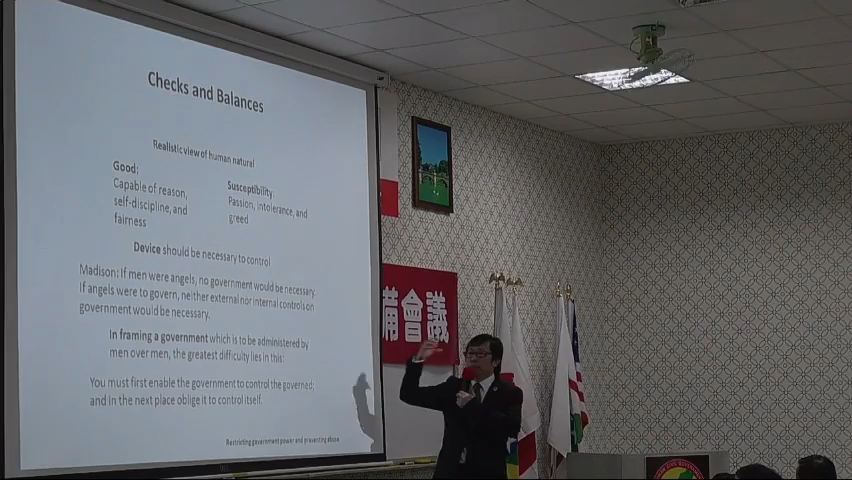 Checks and Balances
Realistic view of human natural
Good:
Capable of reason,
self-discipline, and
fairness
Susceptibility:
Passion, intolerance, and
greed
Device should be necessary to control
Madison: If men were angels, no government would be necessary.
If angels were to govern, neither external nor internal controls on
government would be necessary.
In framing a government which is to be administered by
men over men, the greatest difficulty lies in this:
You must first enable the government to control the governed;
and in the next place oblige it to control itself.
Restricting government power and preventing abuse
備會議